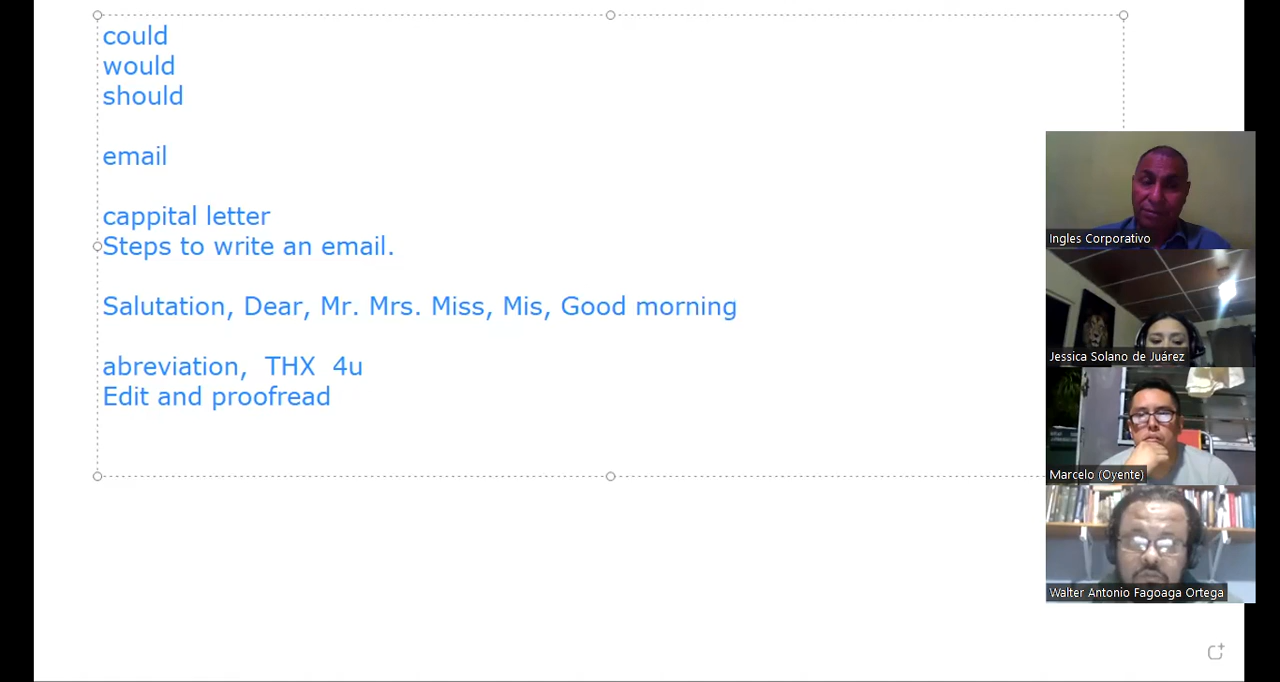 could
would
should
email
cappital letter
Steps to write an email.
Salutation, Dear, Mr. Mrs. Miss, Mis, Good morning
abreviation, THX 4u
Edit and proofread
Ingles Corporativo
Jessica Solano de Juárez
Marcelo (Oyente)
Walter Antonio Fagoaga Ortega